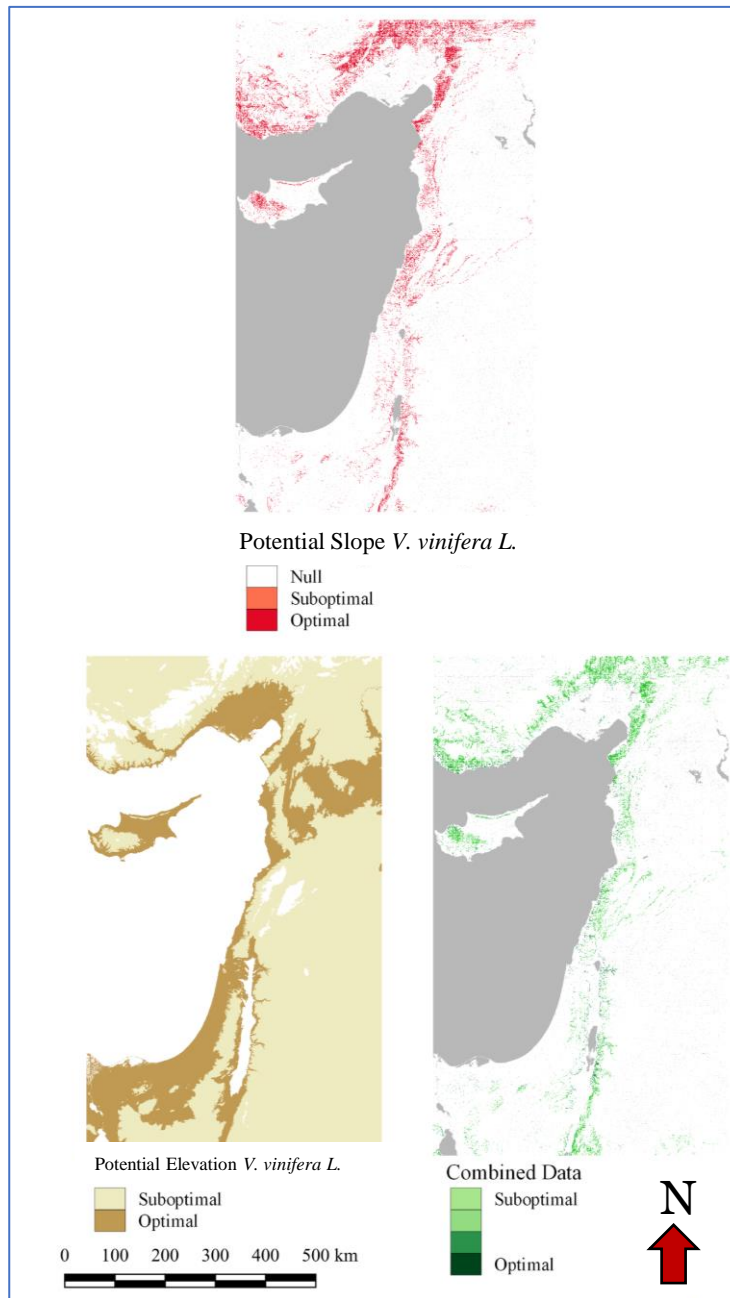 Potential Slope V. vinifera L.
Null
Suboptimal
Optimal
Potential Elevation V. vinifera L.
Suboptimal
Optimal
0 100 200 300 400 500 km
Combined Data
Suboptimal
Optimal
N